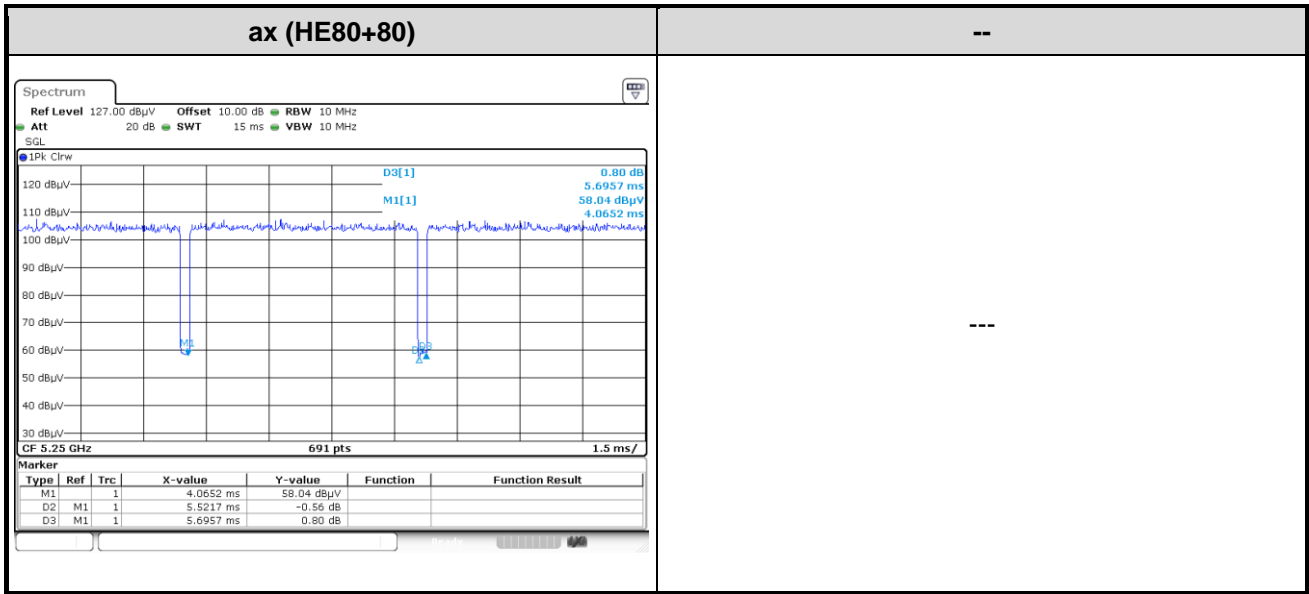 ax (HE80+80) --
Spectrum
Ref Level 127.00 dBµV Offset 10.00 dB RBW 10 MHz
Att 20 dB SWT 15 ms VBW 10 MHz
SGL
1Pk Clrw
D3[1] 0.80 dB
5.6957 ms
M1[1] 58.04 dBµV
4.0652 ms
120 dBµV
110 dBµV
100 dBµV
90 dBµV
80 dBµV
70 dBµV
60 dBµV
50 dBµV
40 dBµV
30 dBµV
M1
D3
CF 5.25 GHz 691 pts 1.5 ms/
Marker
Type Ref Trc X-value Y-value Function Function Result
M1 1 4.0652 ms 58.04 dBµV
D2 M1 1 5.5217 ms -0.56 dB
D3 M1 1 5.6957 ms 0.80 dB
---